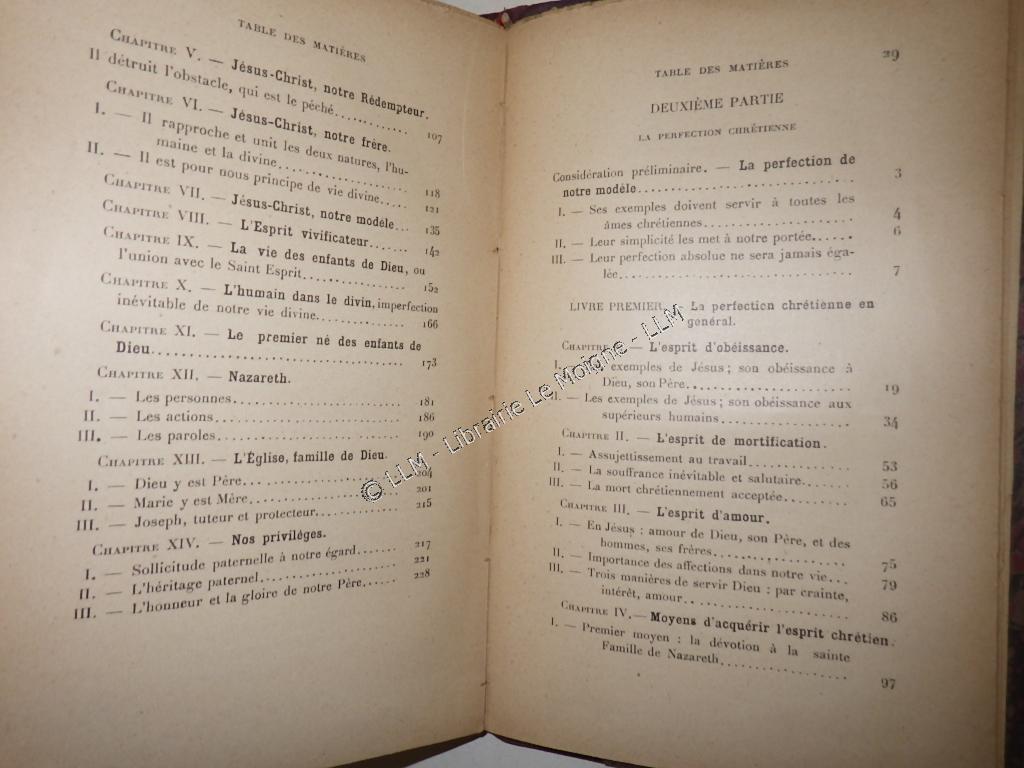 TABLE DES MATIÈRES
CHAPITRE V. — Jésus-Christ, notre Rédempteur.
Il détruit l'obstacle, qui est le péché............ 107
CHAPITRE VI. — Jésus-Christ, notre frère.
I. — Il rapproche et unit les deux natures, l'hu-
maine et la divine.................... 118
II. — Il est pour nous principe de vie divine..... 121
CHAPITRE VII. — Jésus-Christ, notre modèle... 135
CHAPITRE VIII. — L'Esprit vivificateur....... 142
CHAPITRE IX. — La vie des enfants de Dieu, ou
l'union avec le Saint Esprit............... 152
CHAPITRE X. — L'humain dans le divin, imperfection
inévitable de notre vie divine.............. 166
CHAPITRE XI. — Le premier né des enfants de
Dieu..................................... 173
CHAPITRE XII. — Nazareth.
I. — Les personnes......................... 181
II. — Les actions........................... 186
III. — Les paroles........................... 190
CHAPITRE XIII. — L'Église, famille de Dieu.
I. — Dieu y est Père....................... 204
II. — Marie y est Mère...................... 201
III. — Joseph, tuteur et protecteur............ 215
CHAPITRE XIV. — Nos privilèges.
I. — Sollicitude paternelle à notre égard....... 217
II. — L'héritage paternel.................... 221
III. — L'honneur et la gloire de notre Père...... 228
TABLE DES MATIÈRES 29
DEUXIÈME PARTIE
LA PERFECTION CHRÉTIENNE
Considération préliminaire. — La perfection de
notre modèle............................... 3
I. — Ses exemples doivent servir à toutes les
âmes chrétiennes..................... 4
II. — Leur simplicité les met à notre portée...... 6
III. — Leur perfection absolue ne sera jamais éga-
lée................................. 7
LIVRE PREMIER. — La perfection chrétienne en
général.
CHAPITRE — L'esprit d'obéissance.
I. exemples de Jésus ; son obéissance à
Dieu, son Père....................... 19
II. — Les exemples de Jésus ; son obéissance aux
supérieurs humains................... 34
CHAPITRE II. — L'esprit de mortification.
I. — Assujettissement au travail.............. 53
II. — La souffrance inévitable et salutaire....... 56
III. — La mort chrétiennement acceptée......... 65
CHAPITRE III. — L'esprit d'amour.
I. — En Jésus : amour de Dieu, son Père, et des
hommes, ses frères................... 75
II. — Importance des affections dans notre vie... 79
III. — Trois manières de servir Dieu : par crainte,
intérêt, amour....................... 86
CHAPITRE IV. — Moyens d'acquérir l'esprit chrétien.
I. — Premier moyen : la dévotion à la sainte
Famille de Nazareth................... 97
© LLM - Librairie Le Moigne - LLM